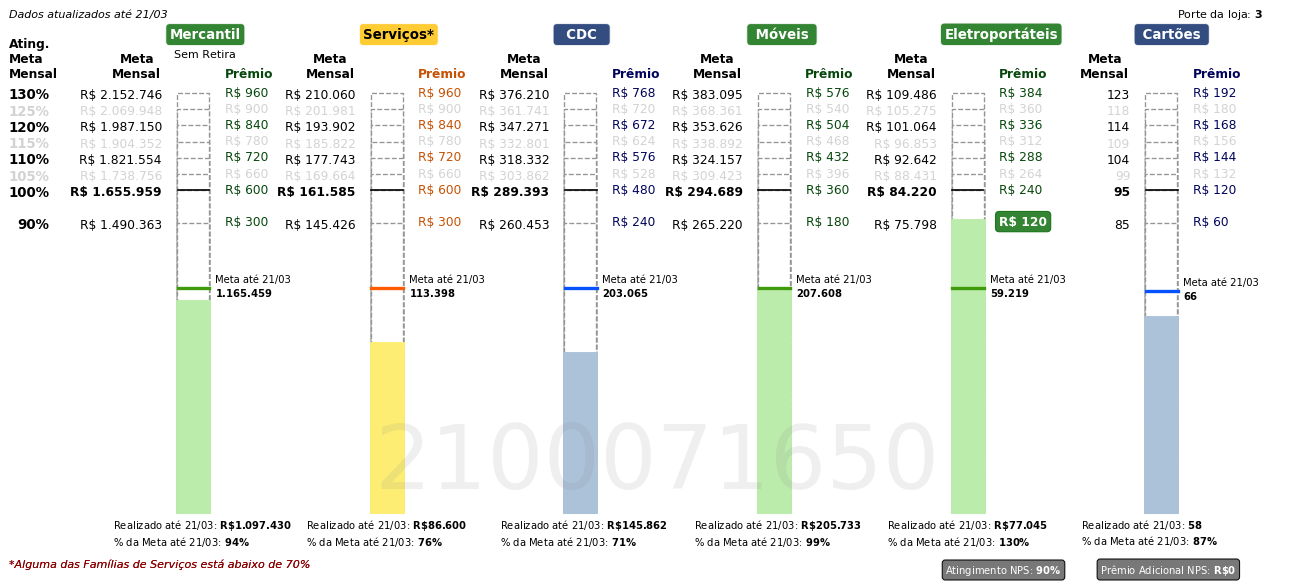 Dados atualizados até 21/03 Porte da loja: 3
Mercantil Serviços* CDC Móveis Eletroportáteis Cartões
Sem Retira
Ating. Meta Mensal Meta Mensal Prêmio Meta Mensal Prêmio Meta Mensal Prêmio Meta Mensal Prêmio Meta Mensal Prêmio Meta Mensal Prêmio
130% R$ 2.152.746 R$ 960 R$ 210.060 R$ 960 R$ 376.210 R$ 768 R$ 383.095 R$ 576 R$ 109.486 R$ 384 123 R$ 192
125% R$ 2.069.948 R$ 900 R$ 201.981 R$ 900 R$ 361.741 R$ 720 R$ 368.361 R$ 540 R$ 105.275 R$ 360 118 R$ 180
120% R$ 1.987.150 R$ 840 R$ 193.902 R$ 840 R$ 347.271 R$ 672 R$ 353.626 R$ 504 R$ 101.064 R$ 336 114 R$ 168
115% R$ 1.904.352 R$ 780 R$ 185.822 R$ 780 R$ 332.801 R$ 624 R$ 338.892 R$ 468 R$ 96.853 R$ 312 109 R$ 156
110% R$ 1.821.554 R$ 720 R$ 177.743 R$ 720 R$ 318.332 R$ 576 R$ 324.157 R$ 432 R$ 92.642 R$ 288 104 R$ 144
105% R$ 1.738.756 R$ 660 R$ 169.664 R$ 660 R$ 303.862 R$ 528 R$ 309.423 R$ 396 R$ 88.431 R$ 264 99 R$ 132
100% R$ 1.655.959 R$ 600 R$ 161.585 R$ 600 R$ 289.393 R$ 480 R$ 294.689 R$ 360 R$ 84.220 R$ 240 95 R$ 120
90% R$ 1.490.363 R$ 300 R$ 145.426 R$ 300 R$ 260.453 R$ 240 R$ 265.220 R$ 180 R$ 75.798 R$ 120 85 R$ 60
Meta até 21/03 Meta até 21/03 Meta até 21/03 Meta até 21/03 Meta até 21/03 Meta até 21/03
1.165.459 113.398 203.065 207.608 59.219 66
2100071650
Realizado até 21/03: R$1.097.430 Realizado até 21/03: R$86.600 Realizado até 21/03: R$145.862 Realizado até 21/03: R$205.733 Realizado até 21/03: R$77.045 Realizado até 21/03: 58
% da Meta até 21/03: 94% % da Meta até 21/03: 76% % da Meta até 21/03: 71% % da Meta até 21/03: 99% % da Meta até 21/03: 130% % da Meta até 21/03: 87%
*Alguma das Famílias de Serviços está abaixo de 70% Atingimento NPS: 90% Prêmio Adicional NPS: R$0